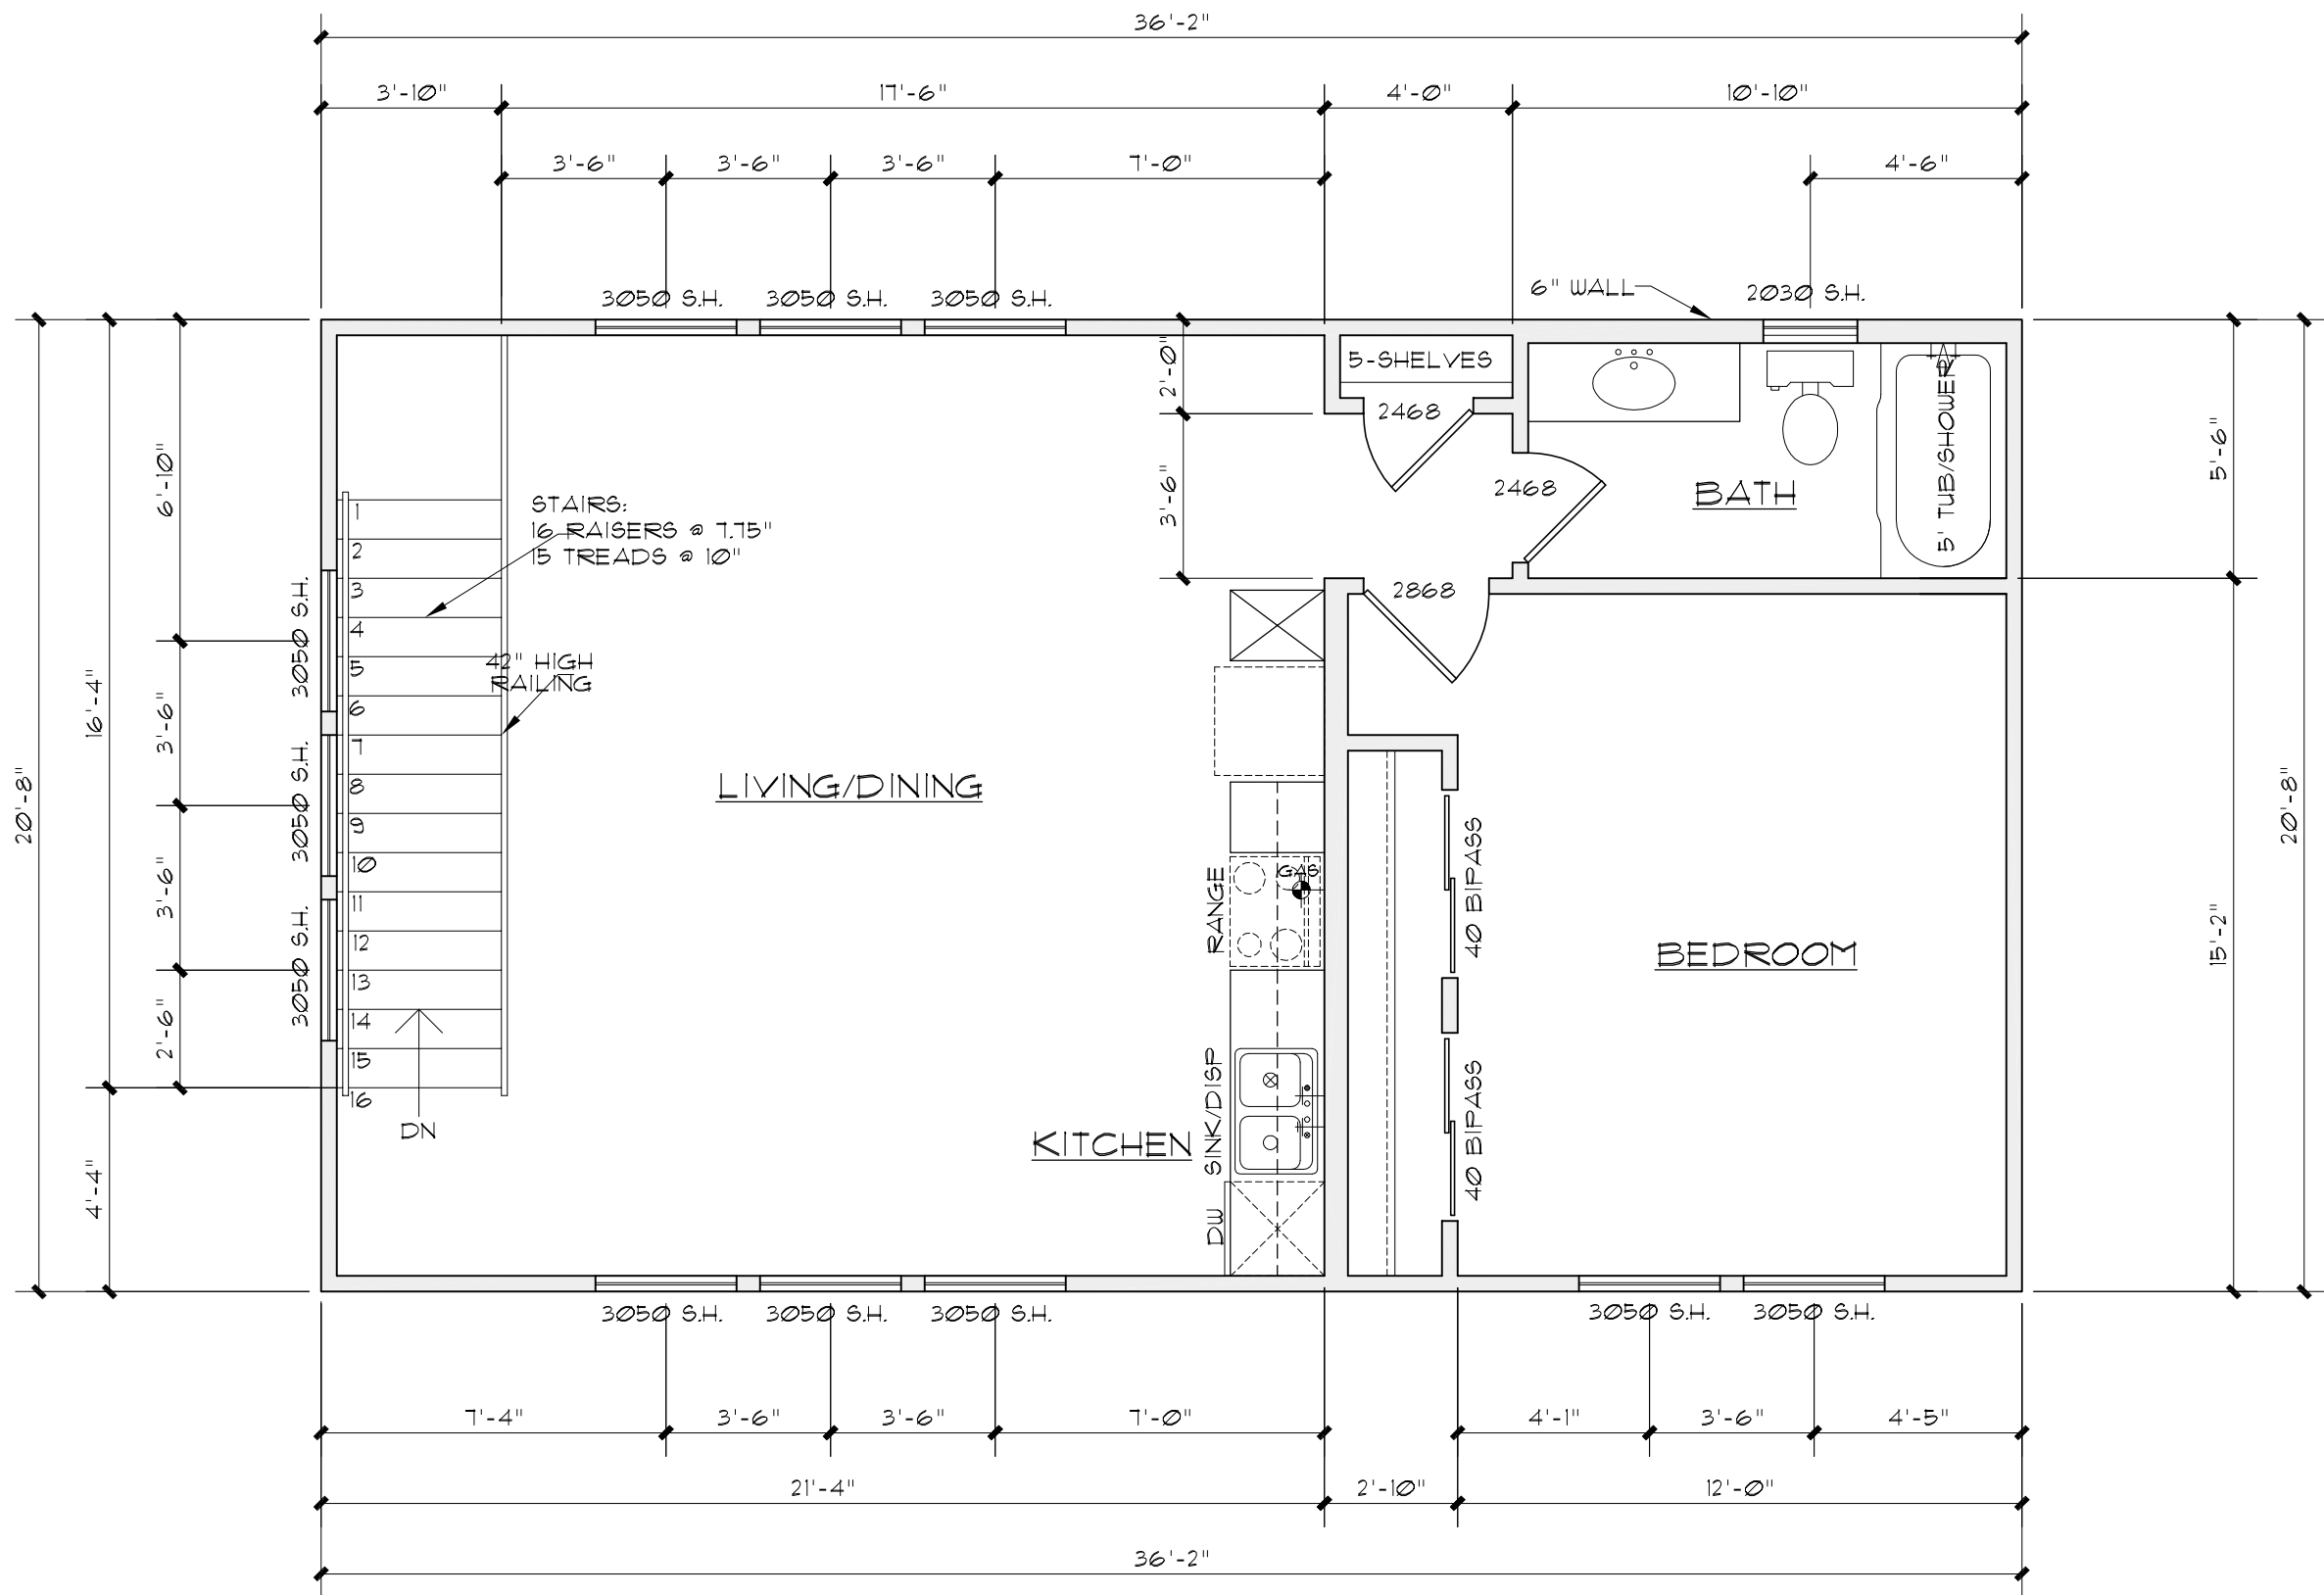 36'-2"
3'-10"
17'-6"
4'-0"
10'-10"
3'-6"
3'-6"
3'-6"
7'-0"
4'-6"
6" WALL
3050 S.H.
3050 S.H.
3050 S.H.
2030 S.H.
2'-0"
5-SHELVES
2468
3'-6"
2468
BATH
5' TUB/SHOWER
2868
5'-6"
15'-2"
20'-8"
20'-8"
16'-4"
4'-4"
6'-10"
3'-6"
3'-6"
2'-6"
3050 S.H.
3050 S.H.
3050 S.H.
STAIRS:
16 RAISERS @ 7.75"
15 TREADS @ 10"
42" HIGH
RAILING
1
2
3
4
5
6
7
8
9
10
11
12
13
14
15
16
DN
LIVING/DINING
KITCHEN
RANGE
GAS
SINK/DISP
DW
40 BIPASS
40 BIPASS
BEDROOM
3050 S.H.
3050 S.H.
3050 S.H.
3050 S.H.
3050 S.H.
7'-4"
3'-6"
3'-6"
7'-0"
4'-1"
3'-6"
4'-5"
21'-4"
2'-10"
12'-0"
36'-2"